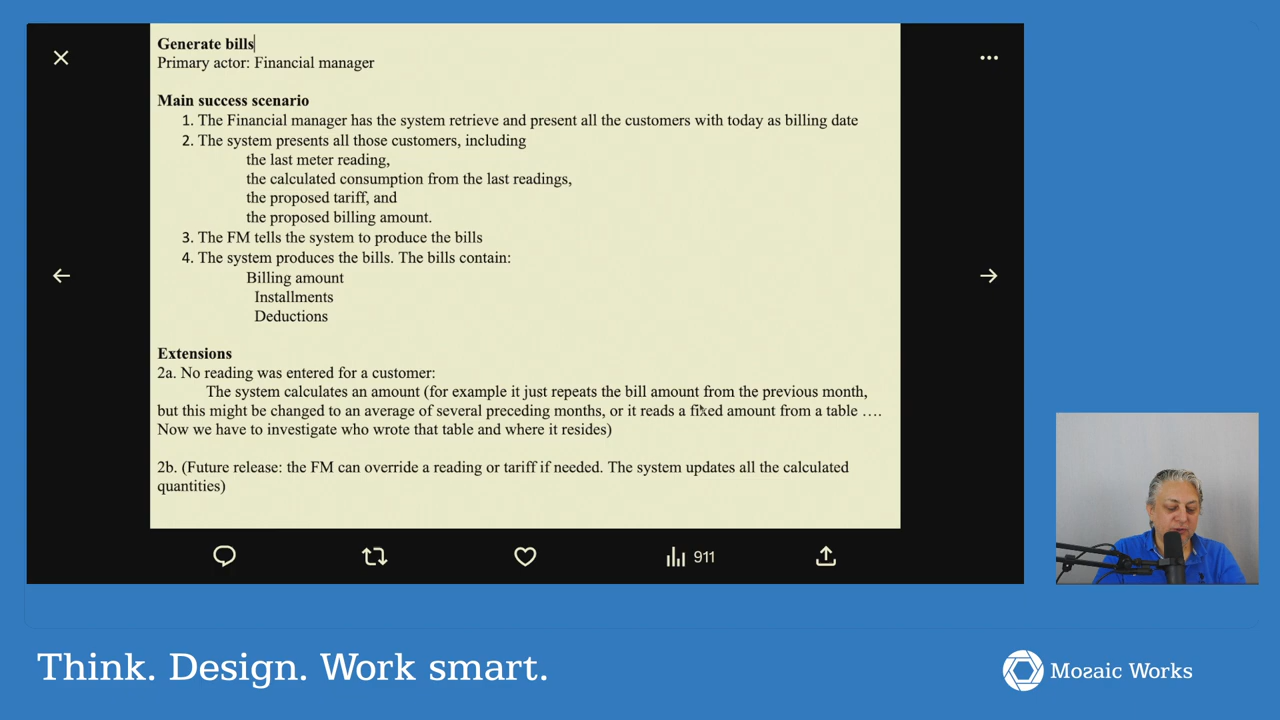 Generate bills
Primary actor: Financial manager
Main success scenario
1. The Financial manager has the system retrieve and present all the customers with today as billing date
2. The system presents all those customers, including
the last meter reading,
the calculated consumption from the last readings,
the proposed tariff, and
the proposed billing amount.
3. The FM tells the system to produce the bills
4. The system produces the bills. The bills contain:
Billing amount
Installments
Deductions
Extensions
2a. No reading was entered for a customer:
The system calculates an amount (for example it just repeats the bill amount from the previous month,
but this might be changed to an average of several preceding months, or it reads a fixed amount from a table ….
Now we have to investigate who wrote that table and where it resides)
2b. (Future release: the FM can override a reading or tariff if needed. The system updates all the calculated
quantities)
911
Think. Design. Work smart.
Mosaic Works